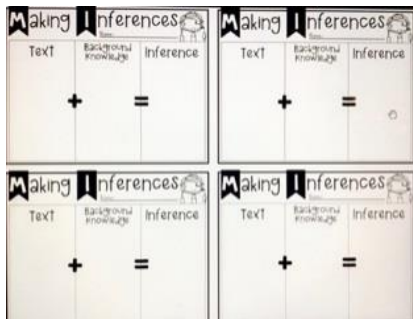 Making Inferences
Making Inferences
Name:
Text
Background Knowledge
Inference
Text
Background Knowledge
Inference
+
=
+
=
Making Inferences
Making Inferences
Text
Background Knowledge
Inference
Text
Background Knowledge
Inference
+
=
+
=